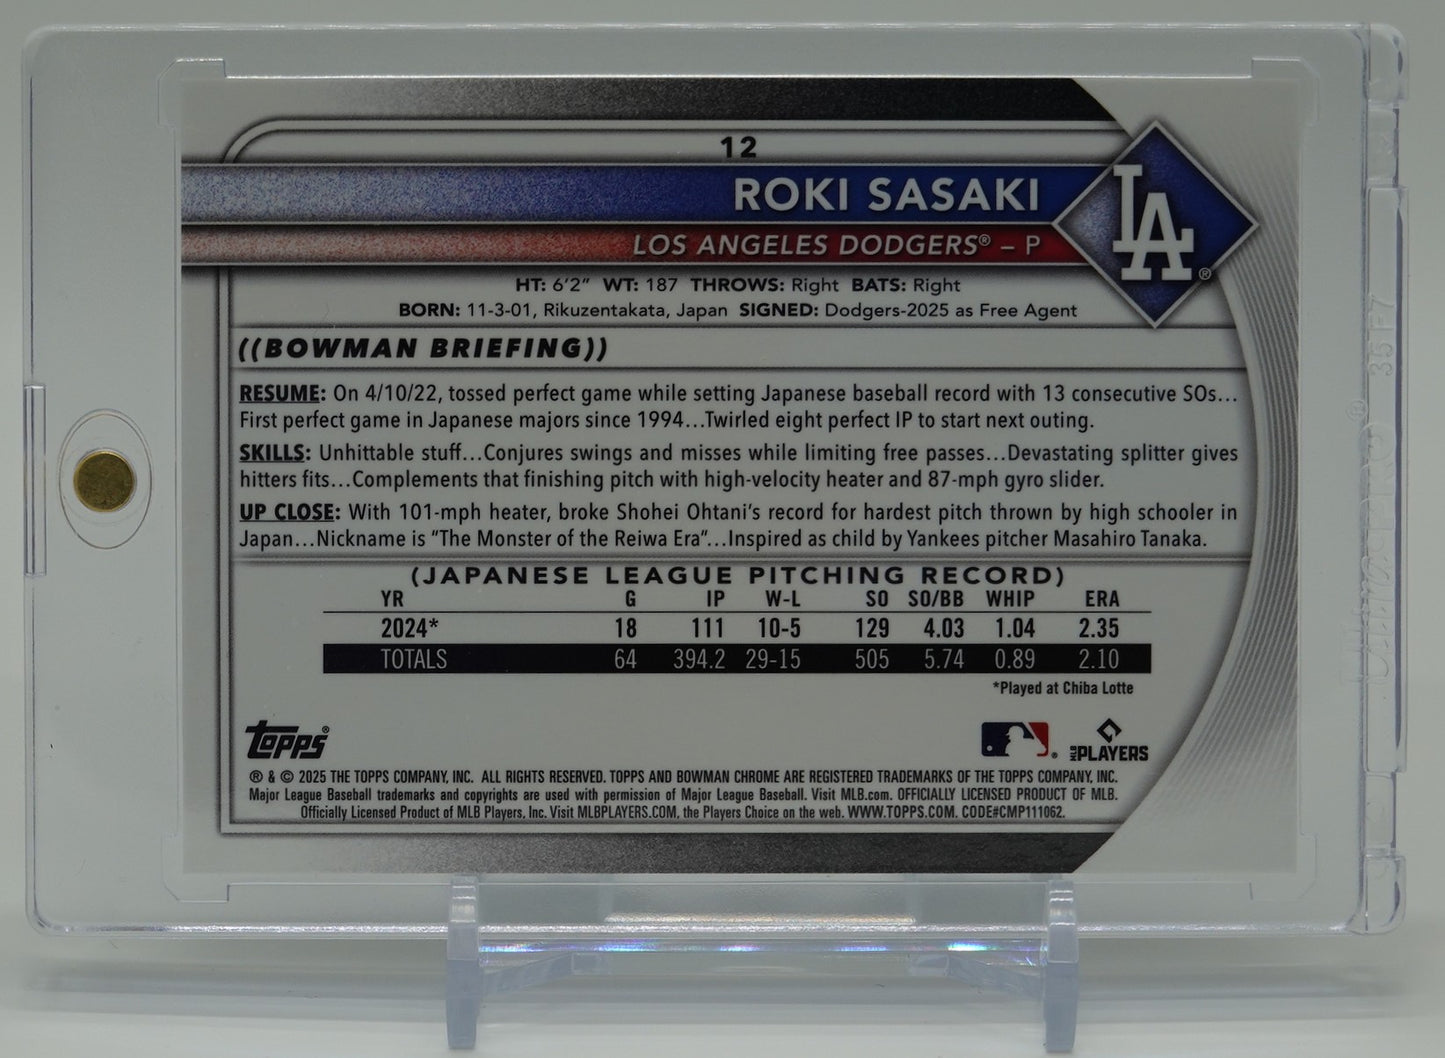 12
ROKI SASAKI
LOS ANGELES DODGERS® – P
LA®
HT: 6'2" WT: 187 THROWS: Right BATS: Right
BORN: 11-3-01, Rikuzentakata, Japan SIGNED: Dodgers-2025 as Free Agent
((BOWMAN BRIEFING))
RESUME: On 4/10/22, tossed perfect game while setting Japanese baseball record with 13 consecutive SOs...
First perfect game in Japanese majors since 1994...Twirled eight perfect IP to start next outing.
SKILLS: Unhittable stuff...Conjures swings and misses while limiting free passes...Devastating splitter gives
hitters fits...Complements that finishing pitch with high-velocity heater and 87-mph gyro slider.
UP CLOSE: With 101-mph heater, broke Shohei Ohtani's record for hardest pitch thrown by high schooler in
Japan...Nickname is "The Monster of the Reiwa Era"...Inspired as child by Yankees pitcher Masahiro Tanaka.
(JAPANESE LEAGUE PITCHING RECORD)
YR G IP W-L SO SO/BB WHIP ERA
2024* 18 111 10-5 129 4.03 1.04 2.35
TOTALS 64 394.2 29-15 505 5.74 0.89 2.10
*Played at Chiba Lotte
Topps®
MLB PLAYERS
® & © 2025 THE TOPPS COMPANY, INC. ALL RIGHTS RESERVED. TOPPS AND BOWMAN CHROME ARE REGISTERED TRADEMARKS OF THE TOPPS COMPANY, INC.
Major League Baseball trademarks and copyrights are used with permission of Major League Baseball. Visit MLB.com. OFFICIALLY LICENSED PRODUCT OF MLB.
Officially Licensed Product of MLB Players, Inc. Visit MLBPLAYERS.COM, the Players Choice on the web. WWW.TOPPS.COM. CODE#CMP111062.
Ultra PRO®